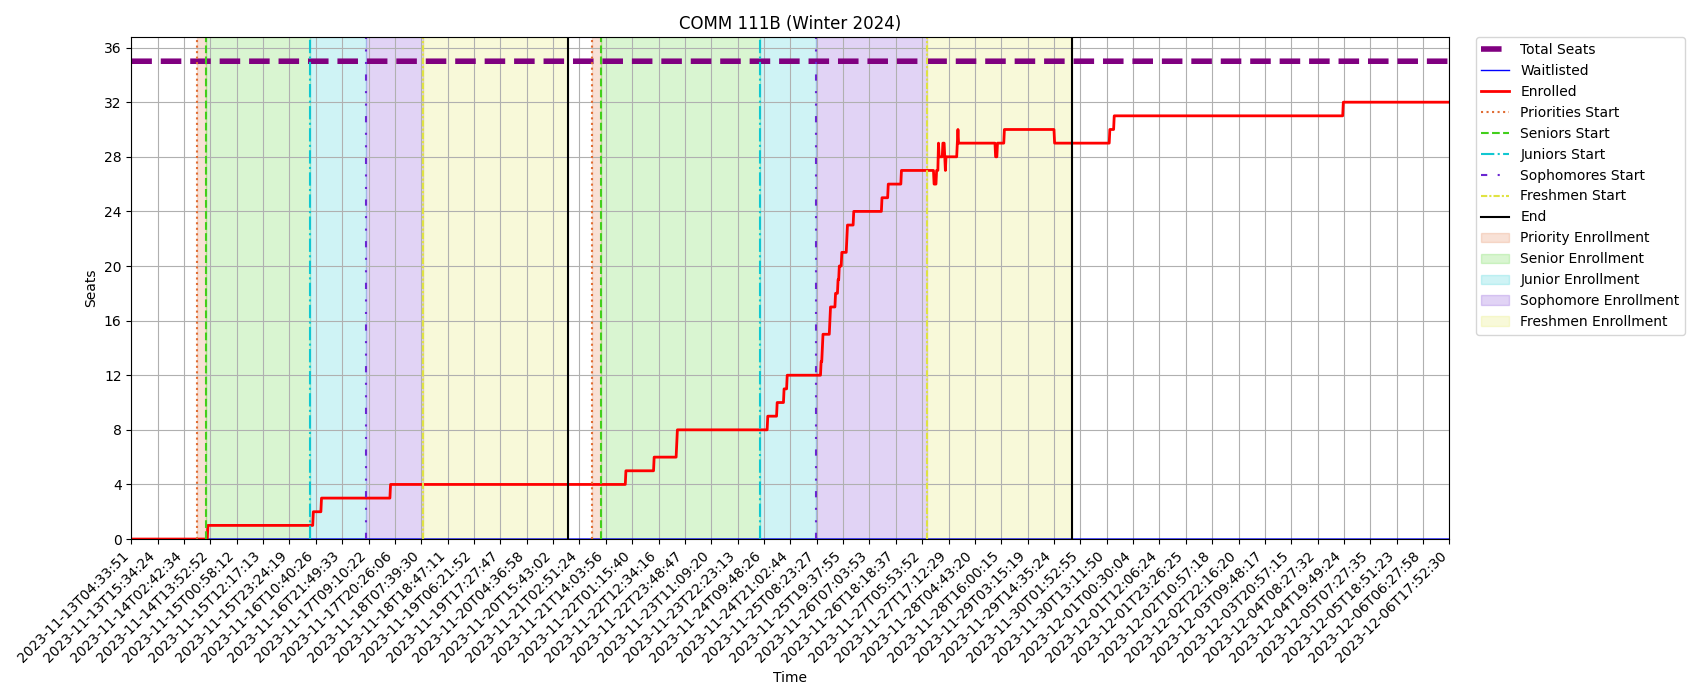 COMM 111B (Winter 2024)
Seats
36
32
28
24
20
16
12
8
4
0
2023-11-13T04:33:51
2023-11-13T15:34:24
2023-11-14T02:42:34
2023-11-14T13:52:52
2023-11-15T00:58:12
2023-11-15T12:17:13
2023-11-15T23:24:19
2023-11-16T10:40:26
2023-11-16T21:49:33
2023-11-17T09:10:22
2023-11-17T20:26:06
2023-11-18T07:39:30
2023-11-18T18:47:11
2023-11-19T06:21:52
2023-11-19T17:27:47
2023-11-20T04:36:58
2023-11-20T15:43:02
2023-11-21T02:51:24
2023-11-21T14:03:56
2023-11-22T01:15:40
2023-11-22T12:34:16
2023-11-22T23:48:47
2023-11-23T11:09:20
2023-11-23T22:23:13
2023-11-24T09:48:26
2023-11-24T21:02:44
2023-11-25T08:23:27
2023-11-25T19:37:55
2023-11-26T07:03:53
2023-11-26T18:18:37
2023-11-27T05:53:52
2023-11-27T17:12:29
2023-11-28T04:43:20
2023-11-28T16:00:15
2023-11-29T03:15:19
2023-11-29T14:35:24
2023-11-30T01:52:55
2023-11-30T13:11:50
2023-12-01T00:30:04
2023-12-01T12:06:24
2023-12-01T23:26:25
2023-12-02T10:57:18
2023-12-02T22:16:20
2023-12-03T09:48:17
2023-12-03T20:57:15
2023-12-04T08:27:32
2023-12-04T19:49:24
2023-12-05T07:27:35
2023-12-05T18:51:23
2023-12-06T06:27:58
2023-12-06T17:52:30
Time
Total Seats
Waitlisted
Enrolled
Priorities Start
Seniors Start
Juniors Start
Sophomores Start
Freshmen Start
End
Priority Enrollment
Senior Enrollment
Junior Enrollment
Sophomore Enrollment
Freshmen Enrollment